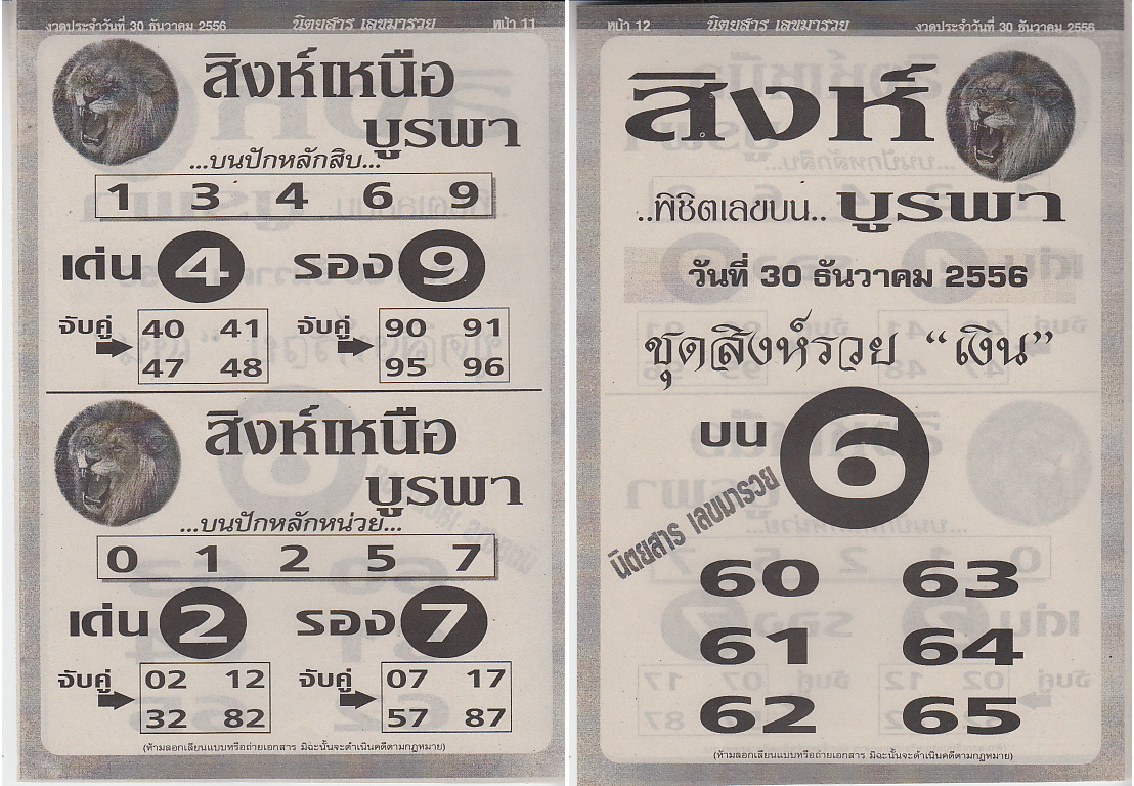 งวดประจำวันที่ 30 ธันวาคม 2556 นิตยสาร เลขมารวย หน้า 11
สิงห์เหนือ
บูรพา
...บนปักหลักสิบ...
1 3 4 6 9
เด่น 4 รอง 9
จับคู่ 40 41 จับคู่ 90 91
47 48 95 96
สิงห์เหนือ
บูรพา
...บนปักหลักหน่วย...
0 1 2 5 7
เด่น 2 รอง 7
จับคู่ 02 12 จับคู่ 07 17
32 82 57 87
(ห้ามลอกเลียนแบบหรือถ่ายเอกสาร มิฉะนั้นจะดำเนินคดีตามกฎหมาย)
หน้า 12 นิตยสาร เลขมารวย งวดประจำวันที่ 30 ธันวาคม 2556
สิงห์
..พิชิตเลขบน.. บูรพา
วันที่ 30 ธันวาคม 2556
ชุดสิงห์รวย “เงิน”
บน 6
นิตยสาร เลขมารวย
60 63
61 64
62 65
(ห้ามลอกเลียนแบบหรือถ่ายเอกสาร มิฉะนั้นจะดำเนินคดีตามกฎหมาย)